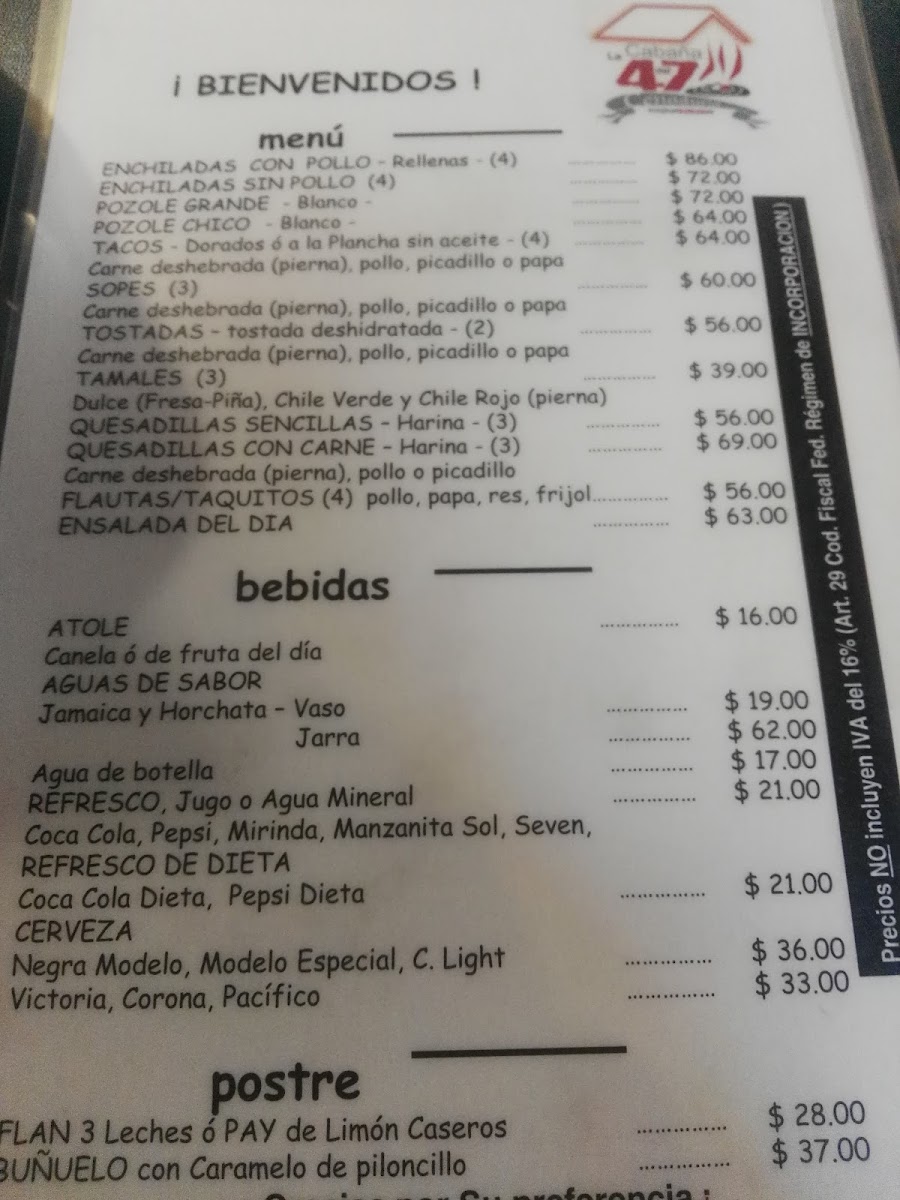 ¡ BIENVENIDOS !
La Cabaña
47
menú
ENCHILADAS CON POLLO - Rellenas - (4) ............... $ 86.00
ENCHILADAS SIN POLLO (4) ............... $ 72.00
POZOLE GRANDE - Blanco - ............... $ 72.00
POZOLE CHICO - Blanco - ............... $ 64.00
TACOS - Dorados ó a la Plancha sin aceite - (4) ............... $ 64.00
Carne deshebrada (pierna), pollo, picadillo o papa
SOPES (3) ............... $ 60.00
Carne deshebrada (pierna), pollo, picadillo o papa
TOSTADAS - tostada deshidratada - (2) ............... $ 56.00
Carne deshebrada (pierna), pollo, picadillo o papa
TAMALES (3) ............... $ 39.00
Dulce (Fresa-Piña), Chile Verde y Chile Rojo (pierna)
QUESADILLAS SENCILLAS - Harina - (3) ............... $ 56.00
QUESADILLAS CON CARNE - Harina - (3) ............... $ 69.00
Carne deshebrada (pierna), pollo o picadillo
FLAUTAS/TAQUITOS (4) pollo, papa, res, frijol............... $ 56.00
ENSALADA DEL DIA ............... $ 63.00
bebidas
ATOLE ............... $ 16.00
Canela ó de fruta del día
AGUAS DE SABOR
Jamaica y Horchata - Vaso ............... $ 19.00
Jarra ............... $ 62.00
Agua de botella ............... $ 17.00
REFRESCO, Jugo o Agua Mineral ............... $ 21.00
Coca Cola, Pepsi, Mirinda, Manzanita Sol, Seven,
REFRESCO DE DIETA
Coca Cola Dieta, Pepsi Dieta ............... $ 21.00
CERVEZA
Negra Modelo, Modelo Especial, C. Light ............... $ 36.00
Victoria, Corona, Pacífico ............... $ 33.00
postre
FLAN 3 Leches ó PAY de Limón Caseros ............... $ 28.00
BUÑUELO con Caramelo de piloncillo ............... $ 37.00
Precios NO incluyen IVA del 16% (Art. 29 Cod. Fiscal Fed. Régimen de INCORPORACION)
Su preferencia ¡